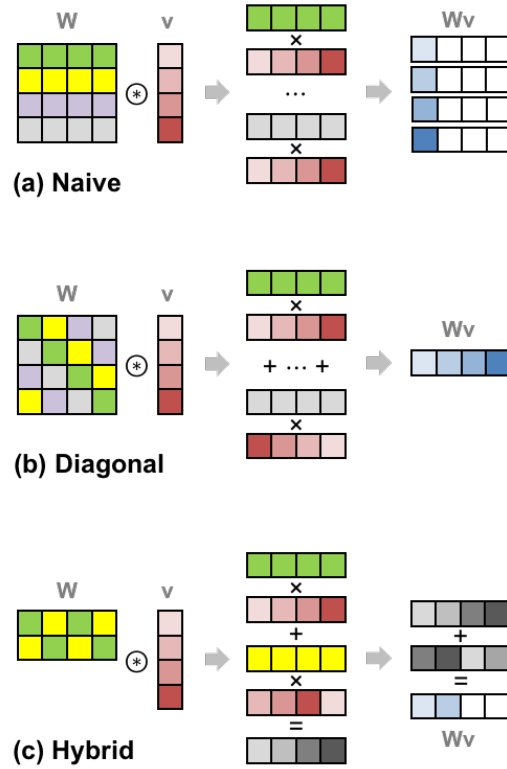 W v Wv
⊛
×
...
×
(a) Naive
W v
Wv
⊛
×
+ ... +
×
(b) Diagonal
W v
×
+
+
⊛
×
=
=
Wv
(c) Hybrid